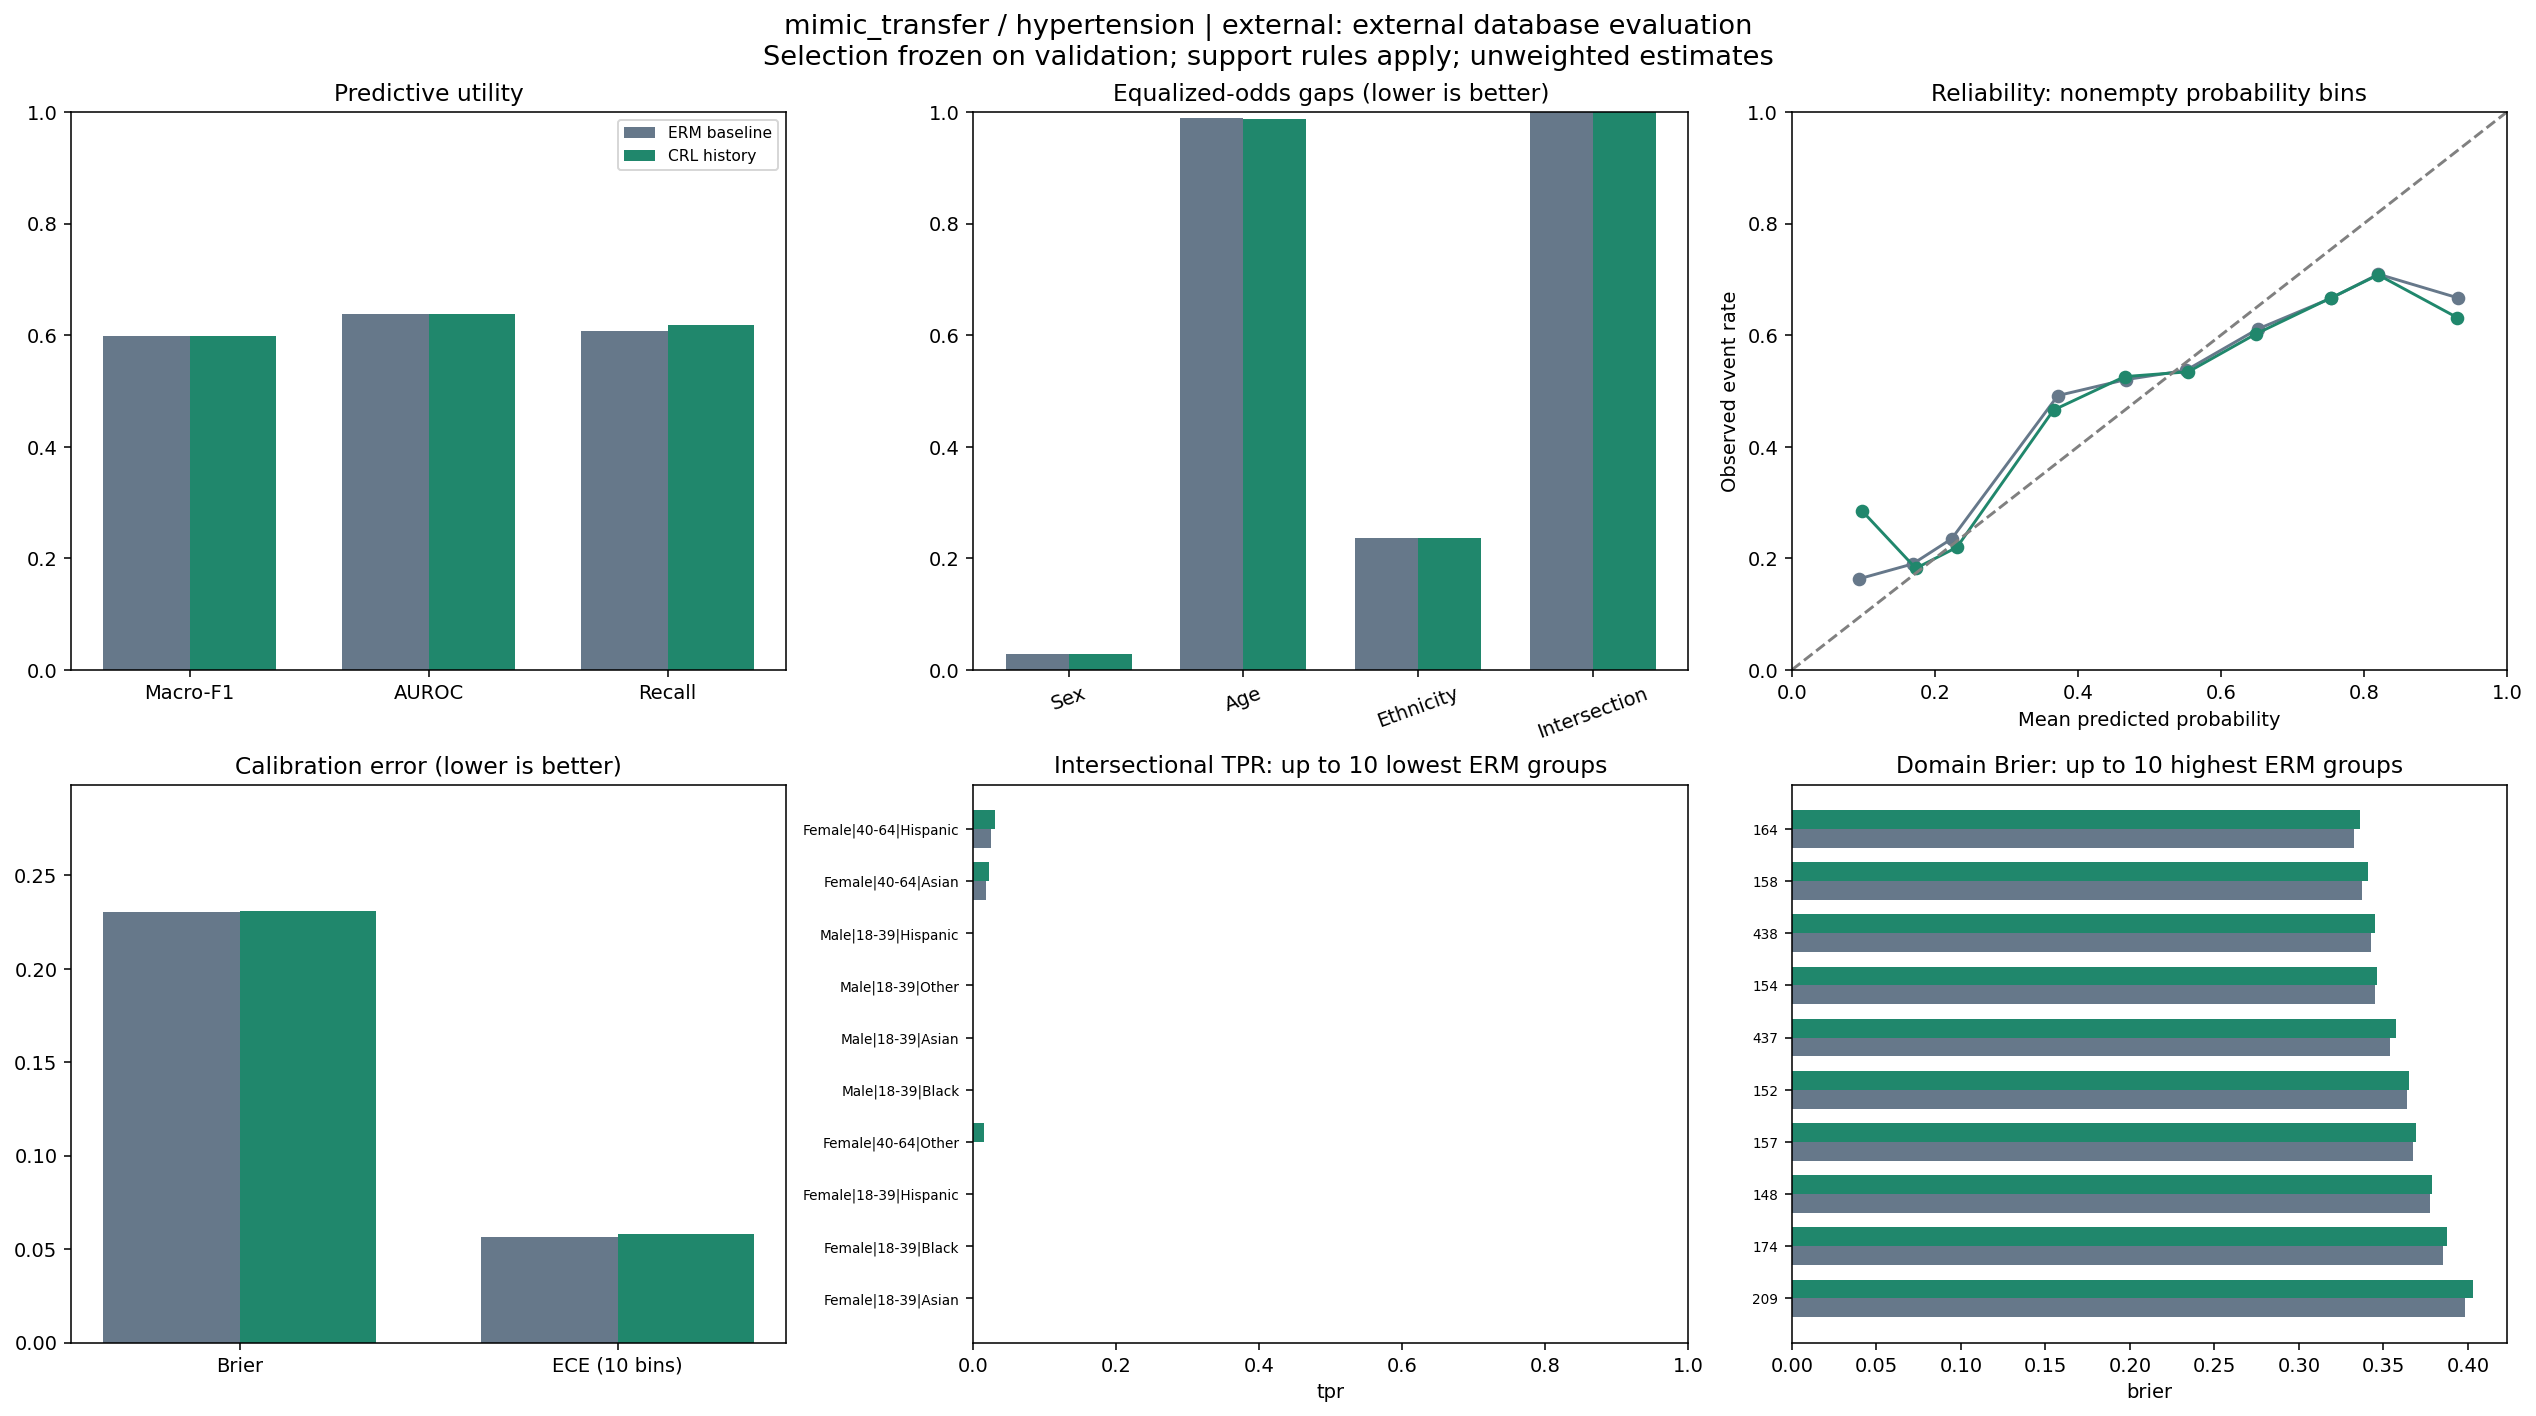 mimic_transfer / hypertension | external: external database evaluation
Selection frozen on validation; support rules apply; unweighted estimates
Predictive utility
1.0
0.8
0.6
0.4
0.2
0.0
Macro-F1 AUROC Recall
ERM baseline
CRL history
Equalized-odds gaps (lower is better)
1.0
0.8
0.6
0.4
0.2
0.0
Sex Age Ethnicity Intersection
Reliability: nonempty probability bins
Observed event rate
1.0
0.8
0.6
0.4
0.2
0.0
0.0 0.2 0.4 0.6 0.8 1.0
Mean predicted probability
Calibration error (lower is better)
0.25
0.20
0.15
0.10
0.05
0.00
Brier ECE (10 bins)
Intersectional TPR: up to 10 lowest ERM groups
Female|40-64|Hispanic
Female|40-64|Asian
Male|18-39|Hispanic
Male|18-39|Other
Male|18-39|Asian
Male|18-39|Black
Female|40-64|Other
Female|18-39|Hispanic
Female|18-39|Black
Female|18-39|Asian
0.0 0.2 0.4 0.6 0.8 1.0
tpr
Domain Brier: up to 10 highest ERM groups
164
158
438
154
437
152
157
148
174
209
0.00 0.05 0.10 0.15 0.20 0.25 0.30 0.35 0.40
brier